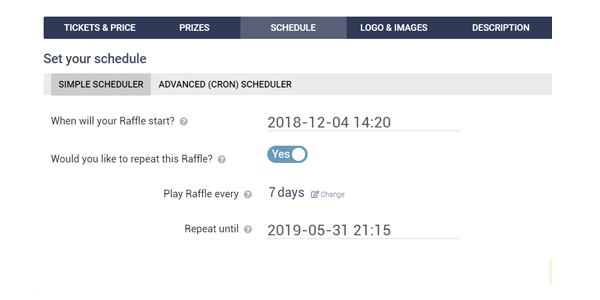 TICKETS & PRICE PRIZES SCHEDULE LOGO & IMAGES DESCRIPTION
Set your schedule
SIMPLE SCHEDULER ADVANCED (CRON) SCHEDULER
When will your Raffle start? ? 2018-12-04 14:20
Would you like to repeat this Raffle? ? Yes
Play Raffle every ? 7 days Change
Repeat until ? 2019-05-31 21:15